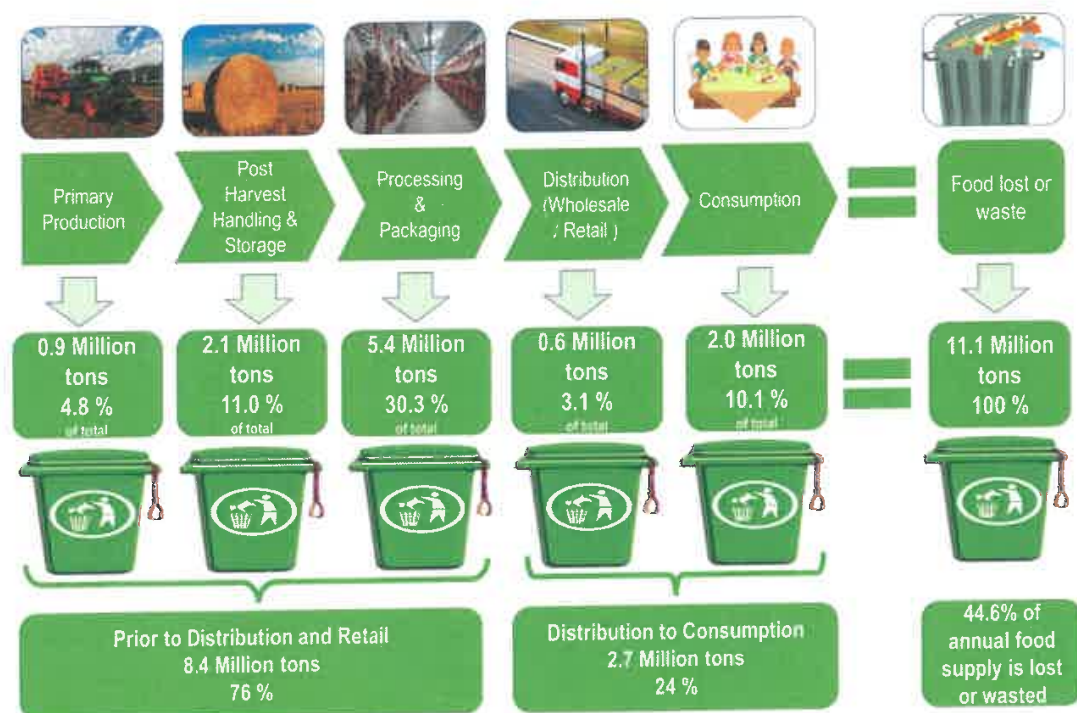 Primary
Production
Post
Harvest
Handling &
Storage
Processing
&
Packaging
Distribution
(Wholesale
/ Retail )
Consumption
Food lost or
waste
0.9 Million
tons
4.8 %
of total
2.1 Million
tons
11.0 %
of total
5.4 Million
tons
30.3 %
of total
0.6 Million
tons
3.1 %
of total
2.0 Million
tons
10.1 %
of total
11.1 Million
tons
100 %
Prior to Distribution and Retail
8.4 Million tons
76 %
Distribution to Consumption
2.7 Million tons
24 %
44.6% of
annual food
supply is lost
or wasted